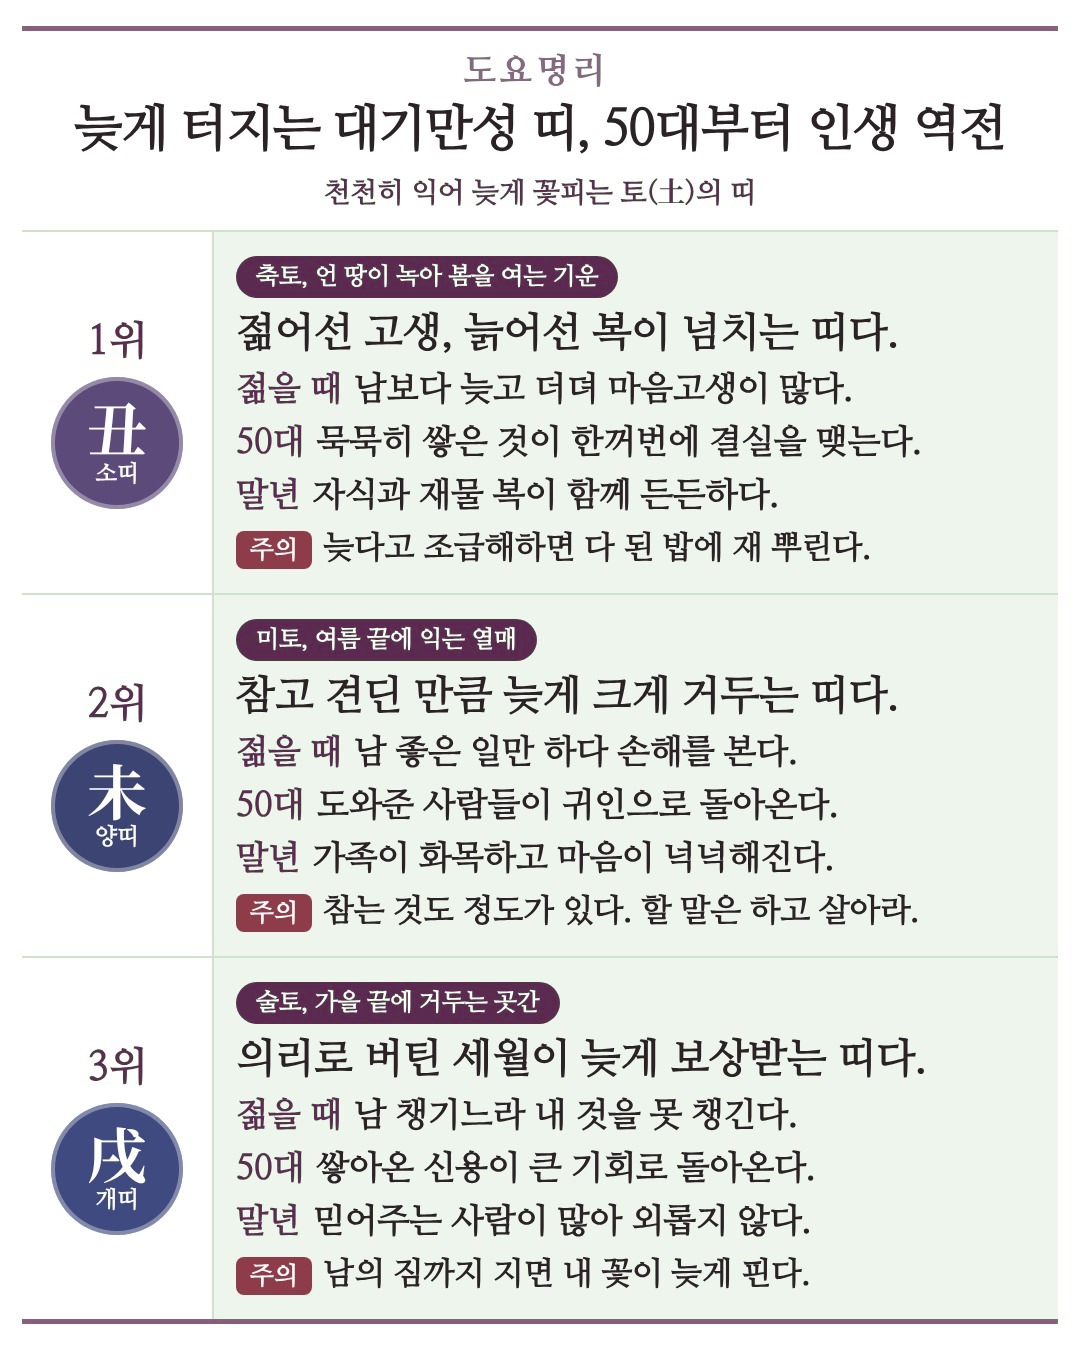 도요명리
늦게 터지는 대기만성 띠, 50대부터 인생 역전
천천히 익어 늦게 꽃피는 토(土)의 띠
1위
丑
소띠
축토, 언 땅이 녹아 봄을 여는 기운
젊어선 고생, 늙어선 복이 넘치는 띠다.
젊을 때 남보다 늦고 더뎌 마음고생이 많다.
50대 묵묵히 쌓은 것이 한꺼번에 결실을 맺는다.
말년 자식과 재물 복이 함께 든든하다.
주의 늦다고 조급해하면 다 된 밥에 재 뿌린다.
2위
未
양띠
미토, 여름 끝에 익는 열매
참고 견딘 만큼 늦게 크게 거두는 띠다.
젊을 때 남 좋은 일만 하다 손해를 본다.
50대 도와준 사람들이 귀인으로 돌아온다.
말년 가족이 화목하고 마음이 넉넉해진다.
주의 참는 것도 정도가 있다. 할 말은 하고 살아라.
3위
戌
개띠
술토, 가을 끝에 거두는 곳간
의리로 버틴 세월이 늦게 보상받는 띠다.
젊을 때 남 챙기느라 내 것을 못 챙긴다.
50대 쌓아온 신용이 큰 기회로 돌아온다.
말년 믿어주는 사람이 많아 외롭지 않다.
주의 남의 짐까지 지면 내 꽃이 늦게 핀다.